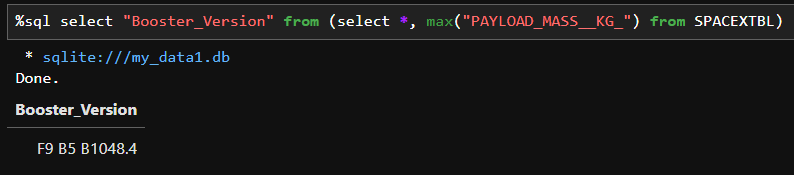 %sql select "Booster_Version" from (select *, max("PAYLOAD_MASS__KG_") from SPACEXTBL)
* sqlite:///my_data1.db
Done.
Booster_Version
F9 B5 B1048.4